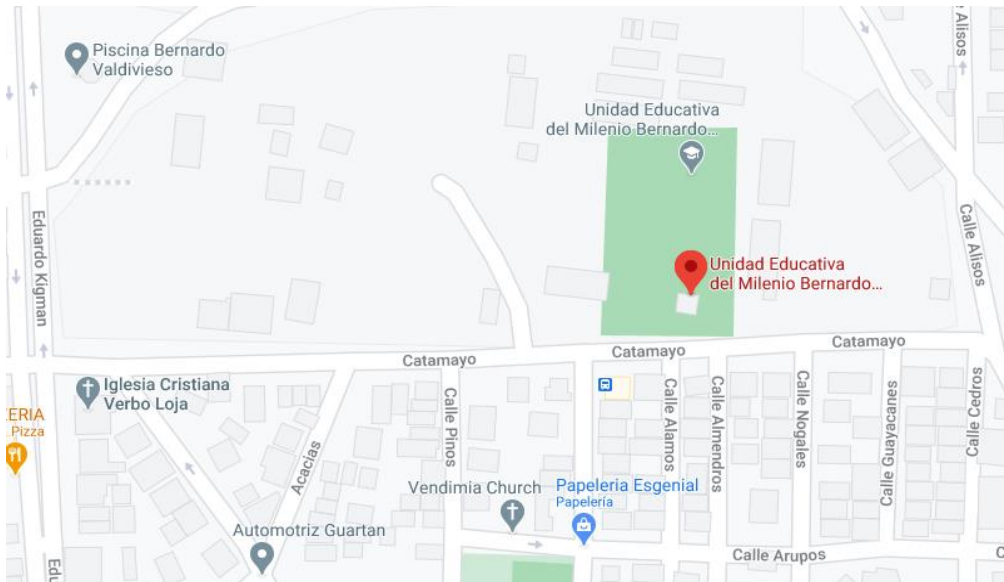 Piscina Bernardo
Valdivieso
Alisos
Unidad Educativa
del Milenio Bernardo...
Eduardo Kigman
Calle Alisos
Unidad Educativa
del Milenio Bernardo...
Catamayo
Catamayo
Catamayo
Iglesia Cristiana
Verbo Loja
ERIA
Pizza
Acacias
Calle Pinos
Calle Alamos
Calle Almendros
Calle Nogales
Calle Guayacanes
Calle Cedros
Vendimia Church
Papeleria Esgenial
Papelería
Automotriz Guartan
Calle Arupos
C
Edu